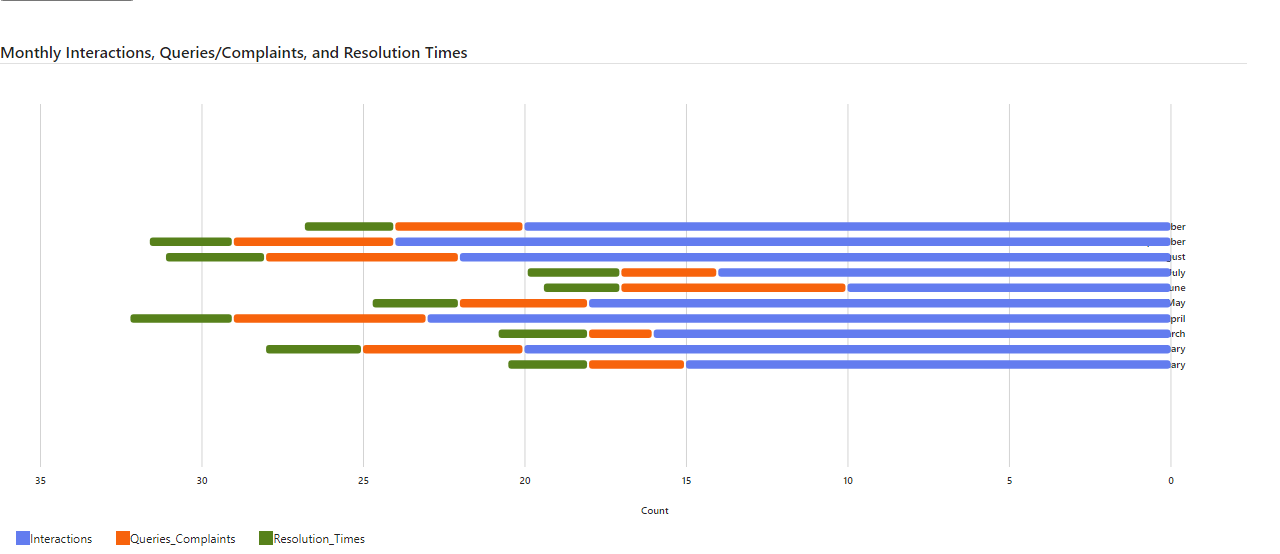 Monthly Interactions, Queries/Complaints, and Resolution Times
ber
ber
ust
uly
une
May
pril
rch
ary
ary
35 30 25 20 15 10 5 0
Count
Interactions Queries_Complaints Resolution_Times